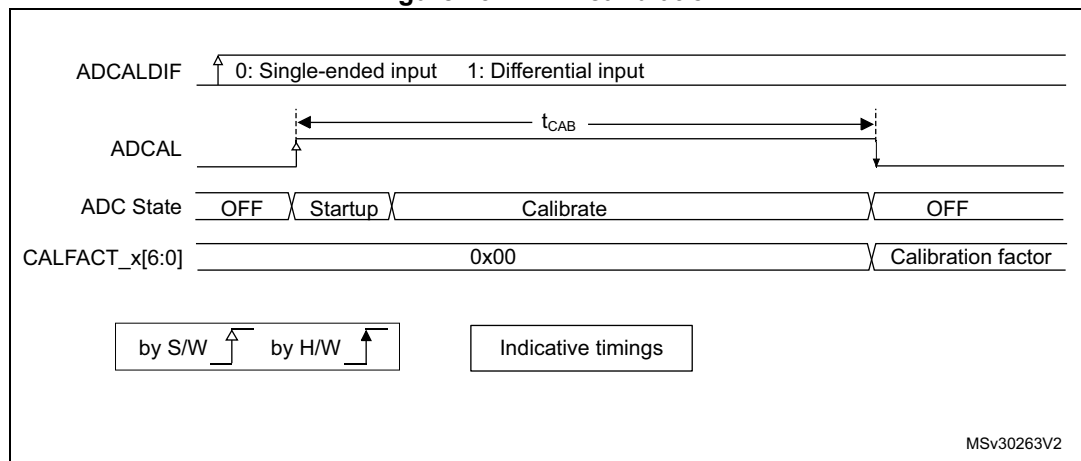 ADCALDIF 0: Single-ended input 1: Differential input
tCAB
ADCAL
ADC State OFF Startup Calibrate OFF
CALFACT_x[6:0] 0x00 Calibration factor
by S/W by H/W Indicative timings
MSv30263V2